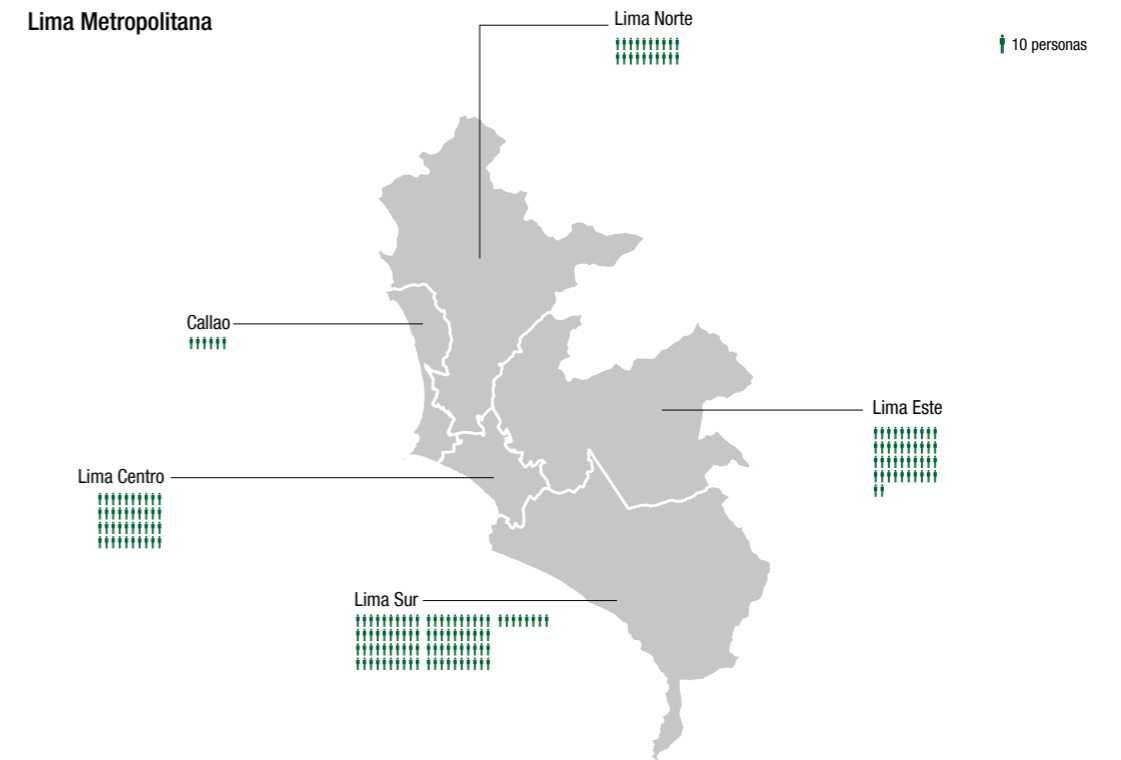 Lima Metropolitana
Lima Norte
10 personas
Callao
Lima Este
Lima Centro
Lima Sur